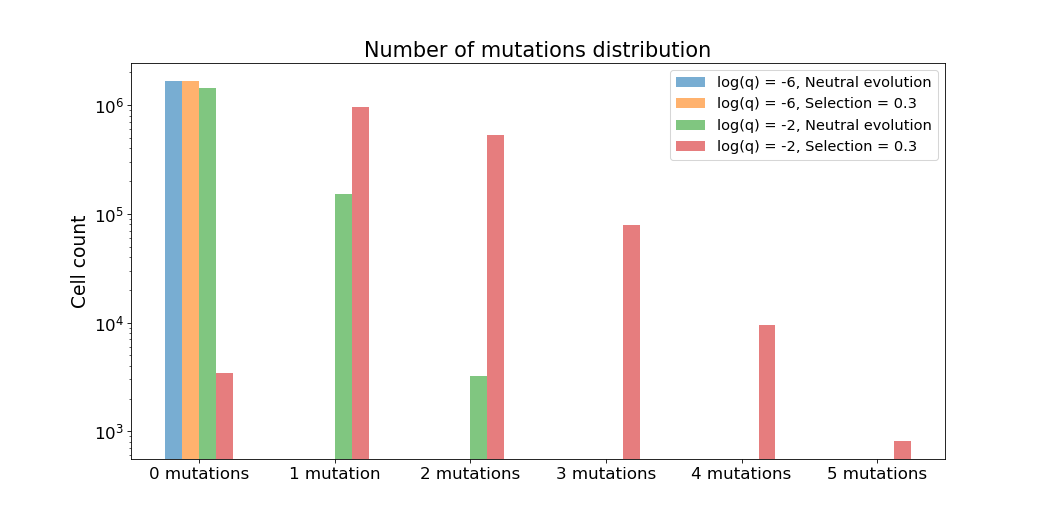 Number of mutations distribution
log(q) = -6, Neutral evolution
log(q) = -6, Selection = 0.3
log(q) = -2, Neutral evolution
log(q) = -2, Selection = 0.3
Cell count
10⁶
10⁵
10⁴
10³
0 mutations
1 mutation
2 mutations
3 mutations
4 mutations
5 mutations